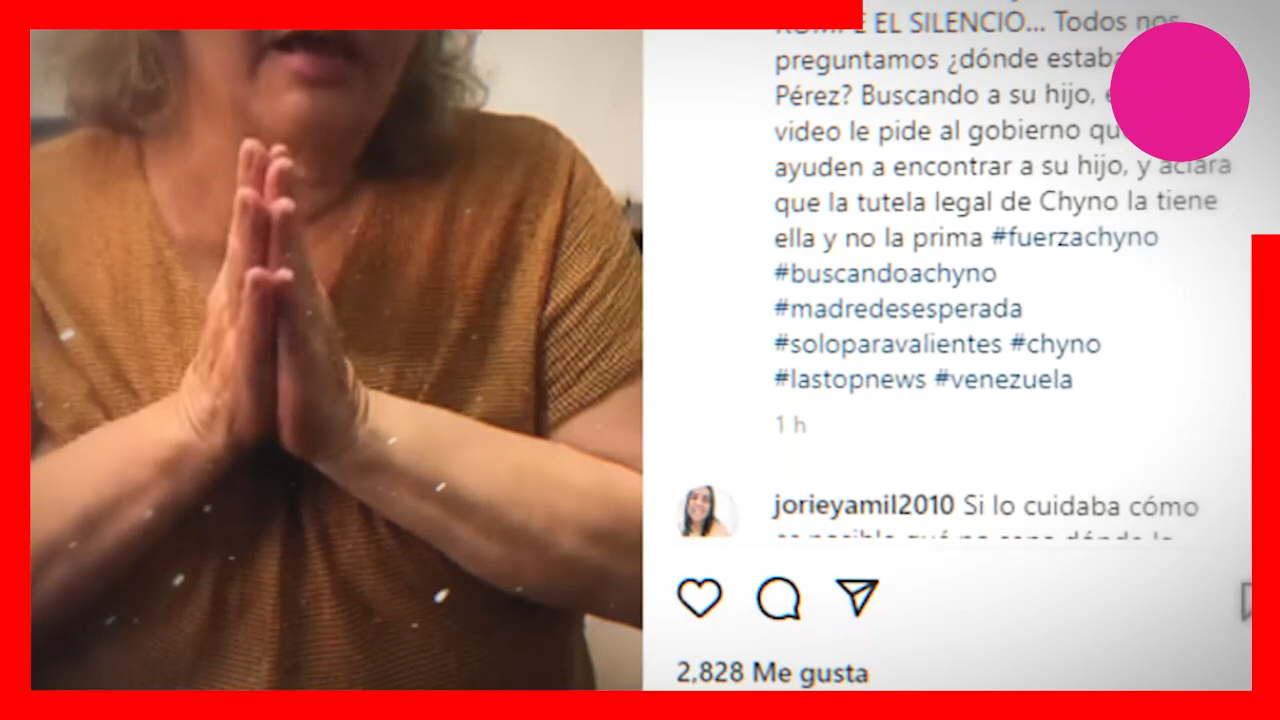 EL SILENCIO... Todos nos
preguntamos ¿dónde estaba
Pérez? Buscando a su hijo,
video le pide al gobierno
ayuden a encontrar a su hijo, y aclara
que la tutela legal de Chyno la tiene
ella y no la prima #fuerzachyno
#buscandoachyno
#madredesesperada
#soloparavalientes #chyno
#lastopnews #venezuela
1 h
jorieyamil2010 Si lo cuidaba cómo
2,828 Me gusta